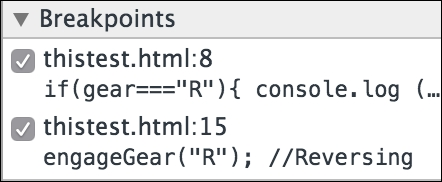 Breakpoints
thistest.html:8
if(gear==="R"){ console.log (…
thistest.html:15
engageGear("R"); //Reversing